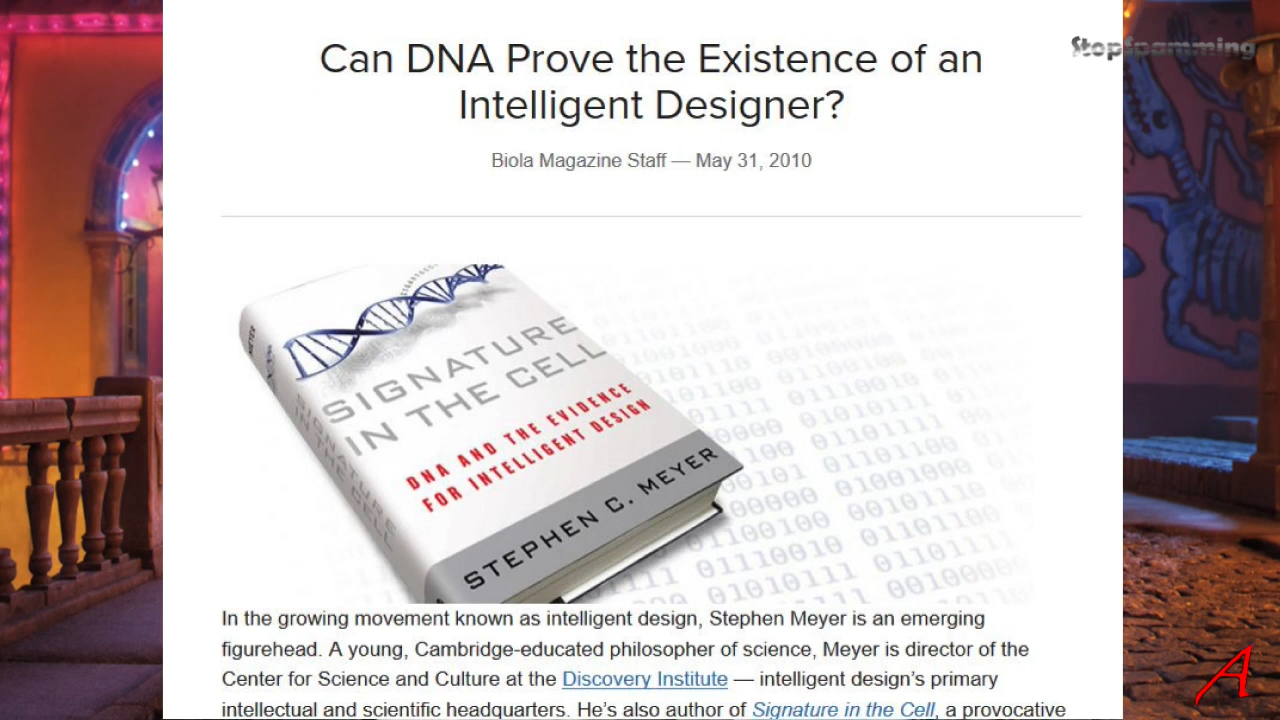 Can DNA Prove the Existence of an
Intelligent Designer?
Stopspamming
Biola Magazine Staff — May 31, 2010
SIGNATURE
IN THE CELL
DNA AND THE EVIDENCE
FOR INTELLIGENT DESIGN
STEPHEN C. MEYER
In the growing movement known as intelligent design, Stephen Meyer is an emerging
figurehead. A young, Cambridge-educated philosopher of science, Meyer is director of the
Center for Science and Culture at the Discovery Institute — intelligent design’s primary
intellectual and scientific headquarters. He’s also author of Signature in the Cell, a provocative
A